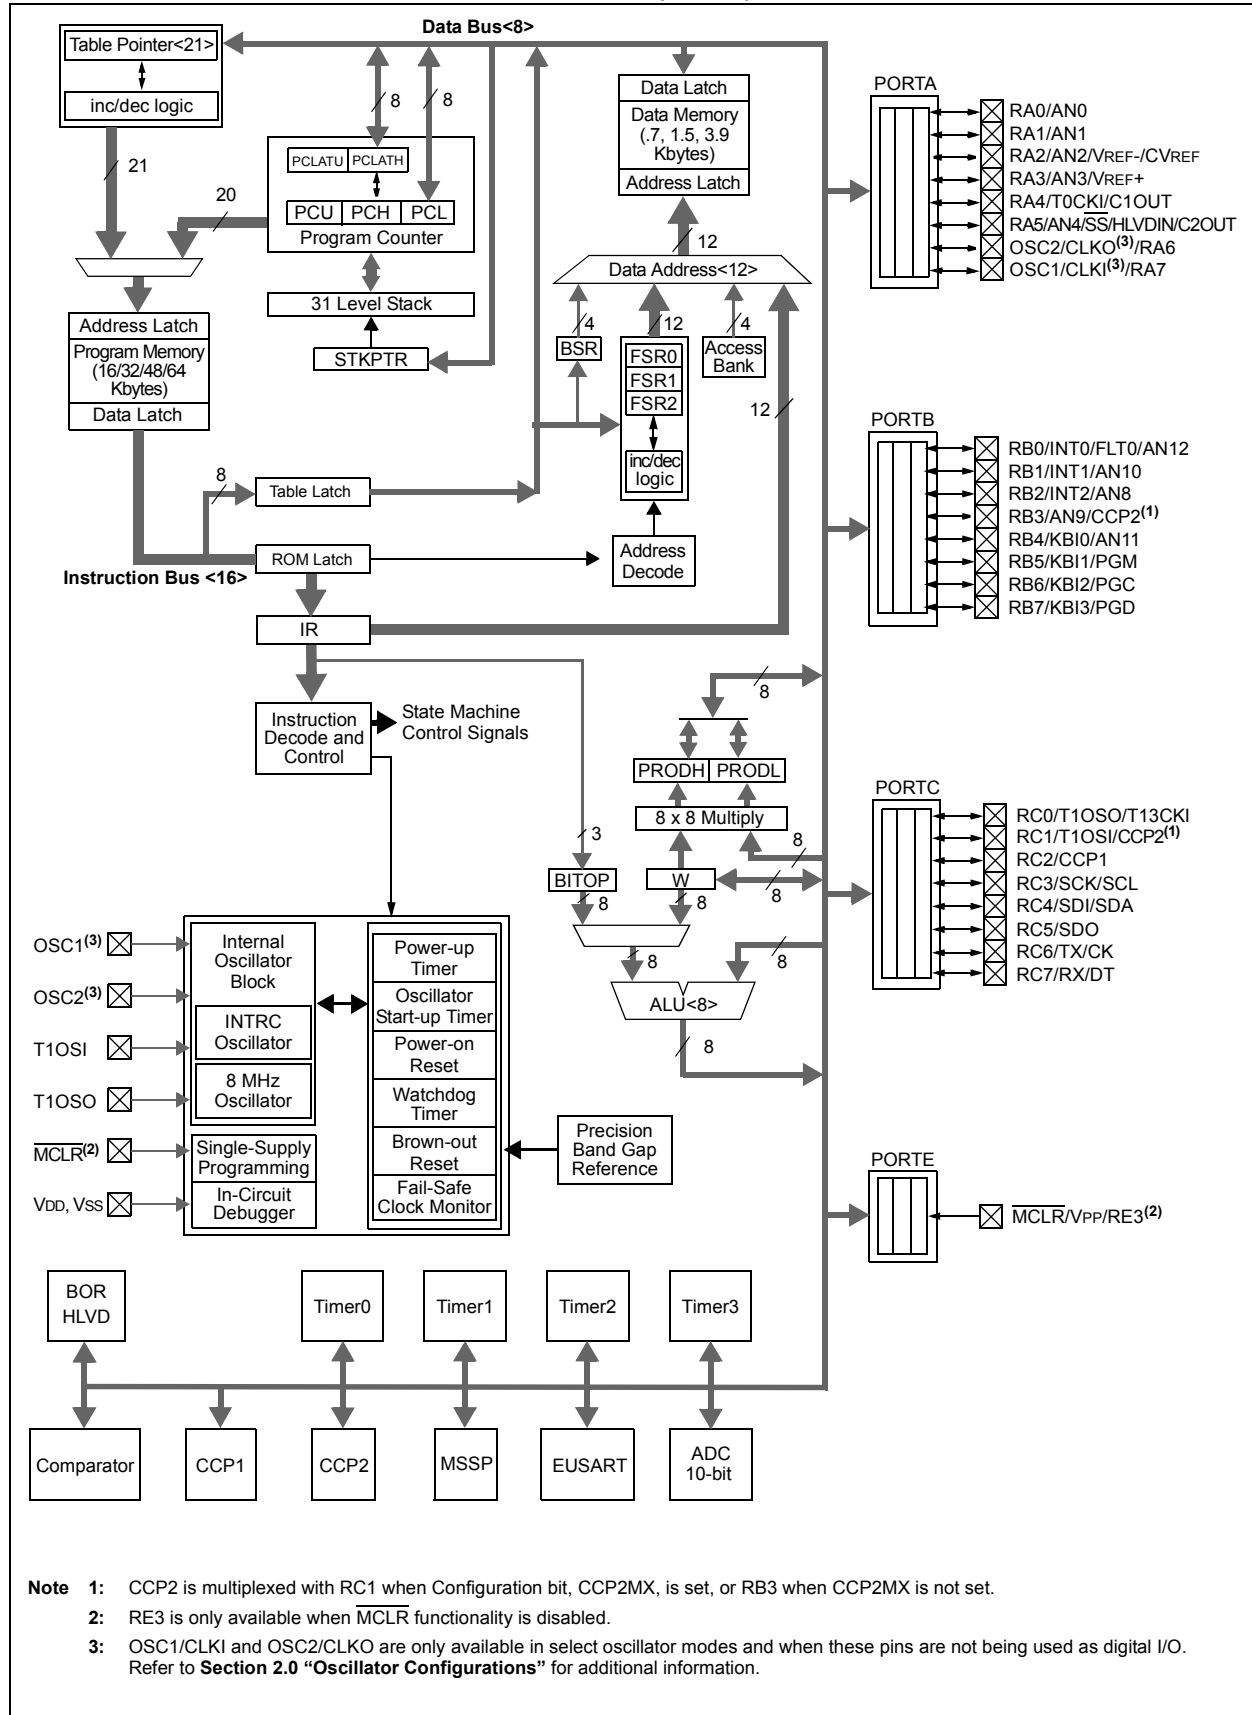 Data Bus<8>
Table Pointer<21>
inc/dec logic
21
20
8
8
PCLATU PCLATH
PCU PCH PCL
Program Counter
31 Level Stack
STKPTR
Address Latch
Program Memory
(16/32/48/64
Kbytes)
Data Latch
Data Latch
Data Memory
(.7, 1.5, 3.9
Kbytes)
Address Latch
12
Data Address<12>
4
12
4
BSR
FSR0
FSR1
FSR2
inc/dec
logic
Access
Bank
12
8
Table Latch
ROM Latch
Instruction Bus <16>
Address
Decode
IR
Instruction
Decode and
Control
State Machine
Control Signals
8
PRODH PRODL
8 x 8 Multiply
3
8
BITOP
W
8
8
8
8
8
ALU<8>
8
PORTA
RA0/AN0
RA1/AN1
RA2/AN2/VREF-/CVREF
RA3/AN3/VREF+
RA4/T0CKI/C1OUT
RA5/AN4/SS/HLVDIN/C2OUT
OSC2/CLKO(3)/RA6
OSC1/CLKI(3)/RA7
PORTB
RB0/INT0/FLT0/AN12
RB1/INT1/AN10
RB2/INT2/AN8
RB3/AN9/CCP2(1)
RB4/KBI0/AN11
RB5/KBI1/PGM
RB6/KBI2/PGC
RB7/KBI3/PGD
PORTC
RC0/T1OSO/T13CKI
RC1/T1OSI/CCP2(1)
RC2/CCP1
RC3/SCK/SCL
RC4/SDI/SDA
RC5/SDO
RC6/TX/CK
RC7/RX/DT
PORTE
MCLR/VPP/RE3(2)
OSC1(3)
OSC2(3)
T1OSI
T1OSO
MCLR(2)
VDD, VSS
Internal
Oscillator
Block
INTRC
Oscillator
8 MHz
Oscillator
Single-Supply
Programming
In-Circuit
Debugger
Power-up
Timer
Oscillator
Start-up Timer
Power-on
Reset
Watchdog
Timer
Brown-out
Reset
Fail-Safe
Clock Monitor
Precision
Band Gap
Reference
BOR
HLVD
Timer0
Timer1
Timer2
Timer3
Comparator
CCP1
CCP2
MSSP
EUSART
ADC
10-bit
Note 1: CCP2 is multiplexed with RC1 when Configuration bit, CCP2MX, is set, or RB3 when CCP2MX is not set.
2: RE3 is only available when MCLR functionality is disabled.
3: OSC1/CLKI and OSC2/CLKO are only available in select oscillator modes and when these pins are not being used as digital I/O.
Refer to Section 2.0 “Oscillator Configurations” for additional information.